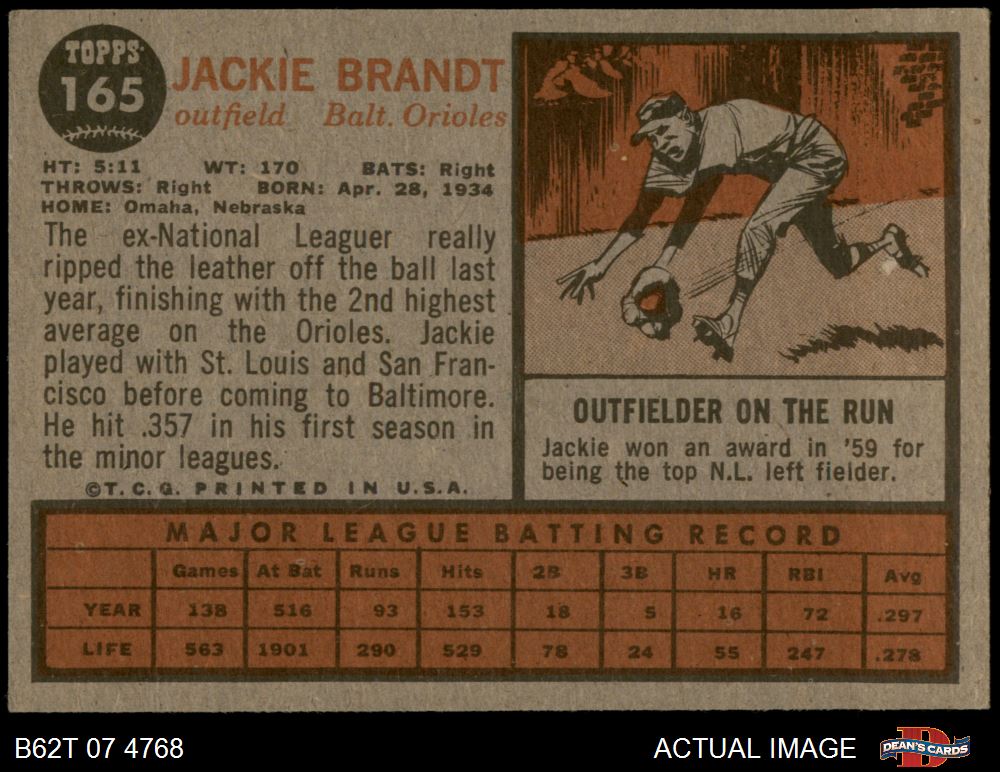 TOPPS
165
JACKIE BRANDT
outfield Balt. Orioles
HT: 5:11 WT: 170 BATS: Right
THROWS: Right BORN: Apr. 28, 1934
HOME: Omaha, Nebraska
The ex-National Leaguer really
ripped the leather off the ball last
year, finishing with the 2nd highest
average on the Orioles. Jackie
played with St. Louis and San Fran-
cisco before coming to Baltimore.
He hit .357 in his first season in
the minor leagues.
©T.C.G. PRINTED IN U.S.A.
OUTFIELDER ON THE RUN
Jackie won an award in '59 for
being the top N.L. left fielder.
MAJOR LEAGUE BATTING RECORD
Games At Bat Runs Hits 2B 3B HR RBI Avg
YEAR 138 516 93 153 18 5 16 72 .297
LIFE 563 1901 290 529 78 24 55 247 .278
B62T 07 4768
ACTUAL IMAGE
D
DEAN'S CARDS